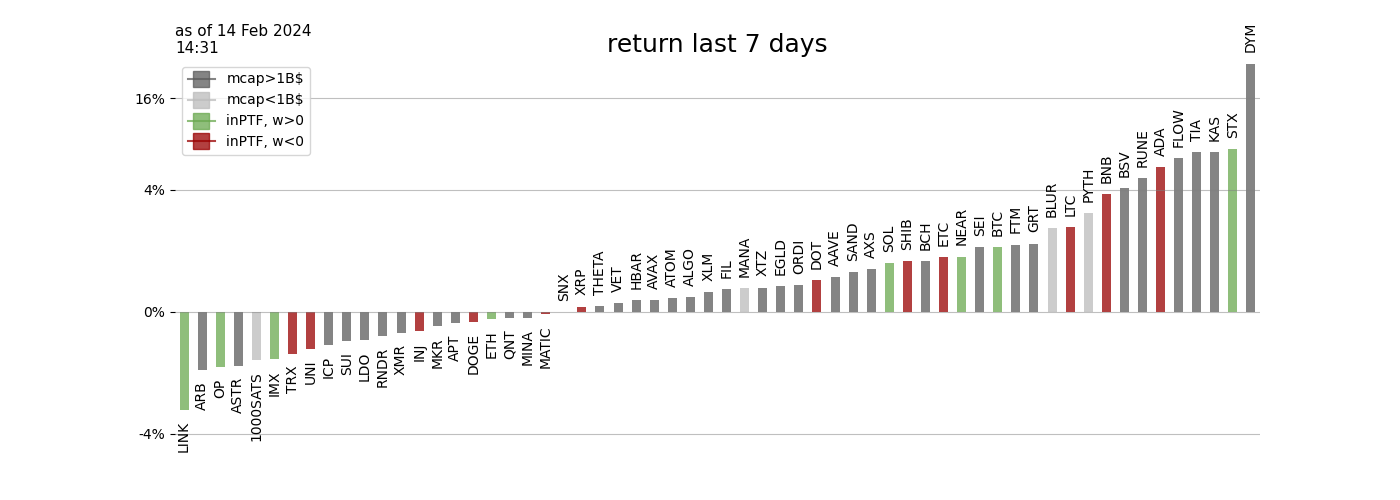 as of 14 Feb 2024
14:31
return last 7 days
mcap>1B$
mcap<1B$
inPTF, w>0
inPTF, w<0
16%
4%
0%
-4%
LINK
ARB
OP
ASTR
1000SATS
IMX
TRX
UNI
ICP
SUI
LDO
RNDR
XMR
INJ
MKR
APT
DOGE
ETH
QNT
MINA
MATIC
SNX
XRP
THETA
VET
HBAR
AVAX
ATOM
ALGO
XLM
FIL
MANA
XTZ
EGLD
ORDI
DOT
AAVE
SAND
AXS
SOL
SHIB
BCH
ETC
NEAR
SEI
BTC
FTM
GRT
BLUR
LTC
PYTH
BNB
BSV
RUNE
ADA
FLOW
TIA
KAS
STX
DYM